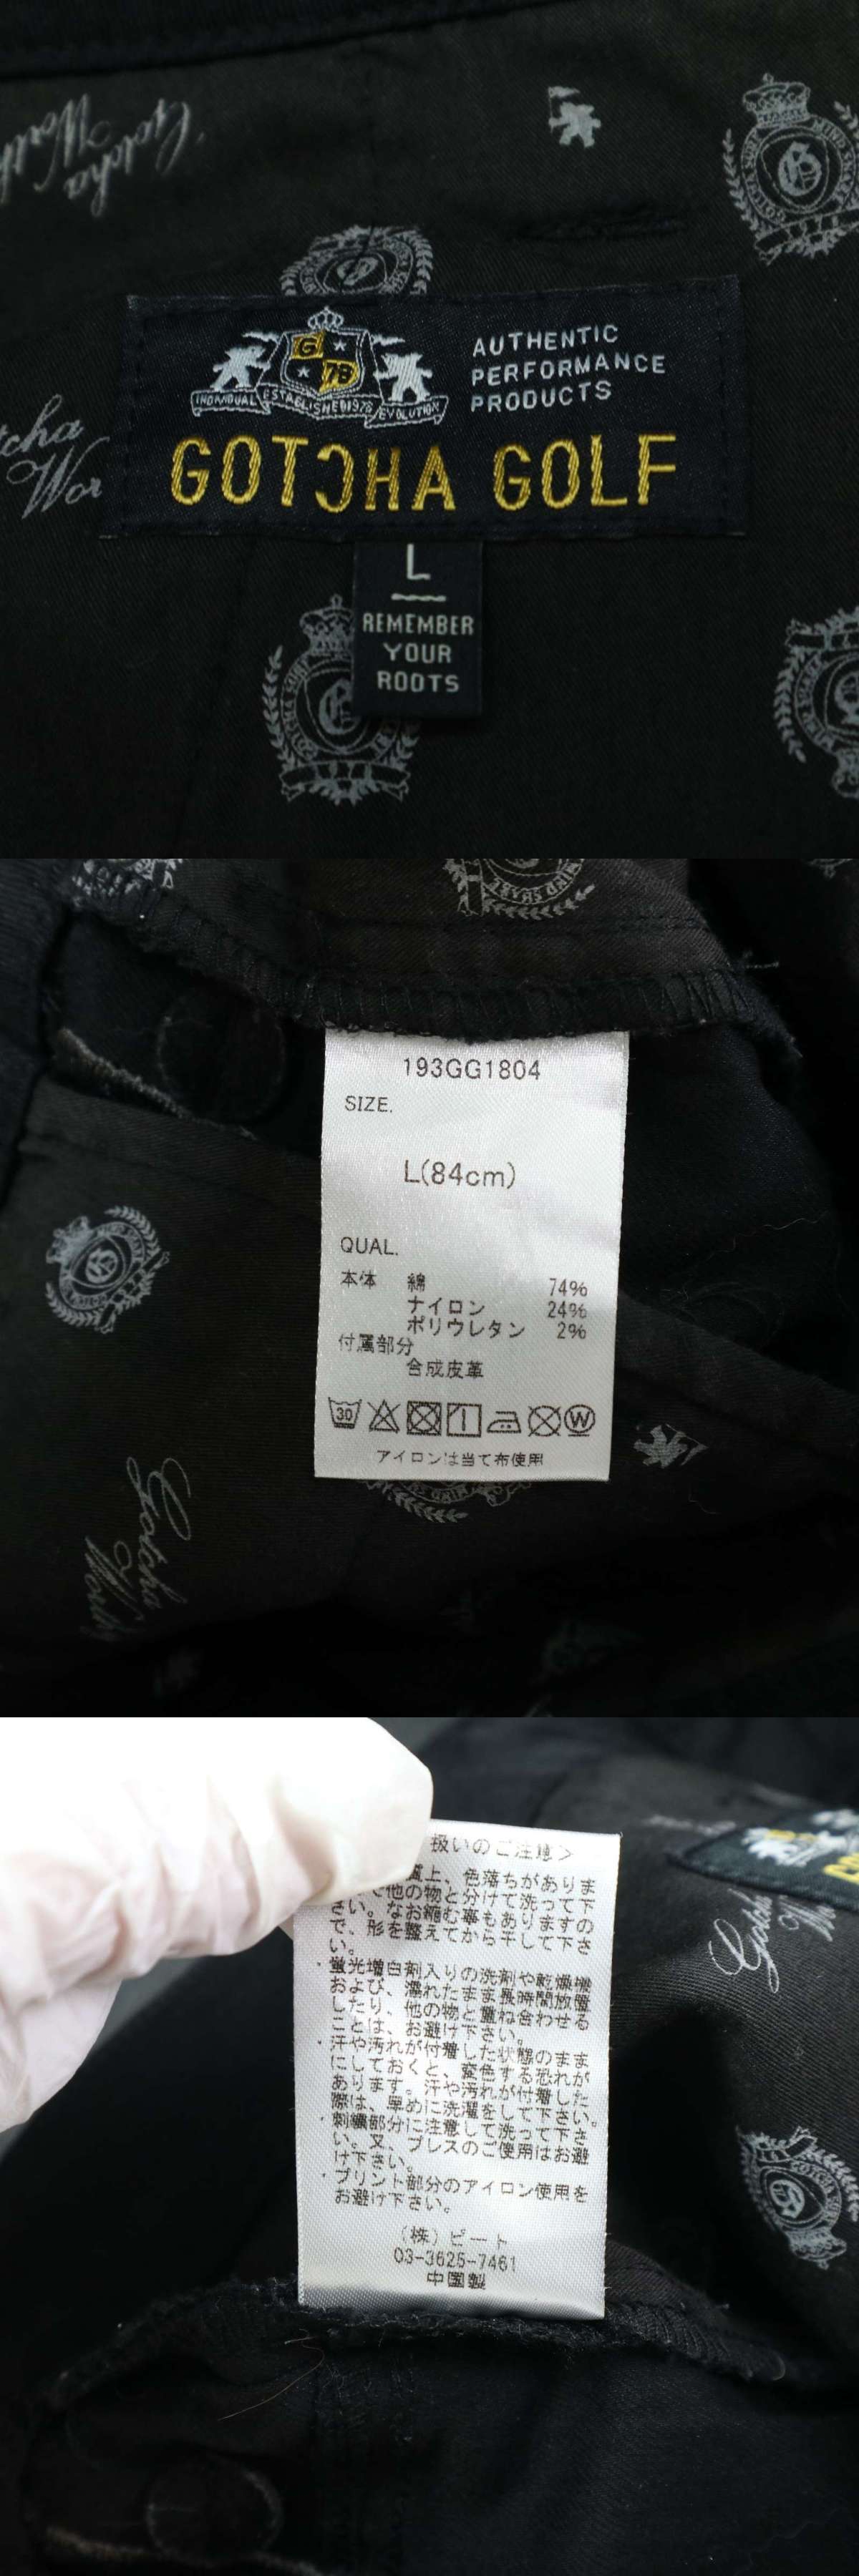 Gotcha
AUTHENTIC
PERFORMANCE
PRODUCTS
G
78
INDIVIDUAL
ESTABLISHED 1978
EVOLUTION
GOTCHA GOLF
L
REMEMBER
YOUR
ROOTS
193GG1804
SIZE.
L(84cm)
QUAL.
本体 綿 74%
ナイロン 24%
ポリウレタン 2%
付属部分
合成皮革
30
W
アイロンは当て布使用
Gotcha
扱いのご注意>
上、色落ちがありま
で他の物と分けて洗って下
さい。なお縮む事もありますの
で、形を整えてから干して下さ
い。
・蛍光増白剤入りの洗剤や乾燥機
および、濡れたまま長時間放置
したり、他の物と重ね合わせる
ことは、お避け下さい。
・汗や汚れが付着した状態のまま
にしておくと、変色する恐れが
あります。汗や汚れが付着した
際は、早めに洗濯をして下さい。
・刺繍部分に注意して洗って下さ
い。又、プレスのご使用はお避
け下さい。
・プリント部分のアイロン使用を
お避け下さい。
(株)ビート
03-3625-7461
中国製